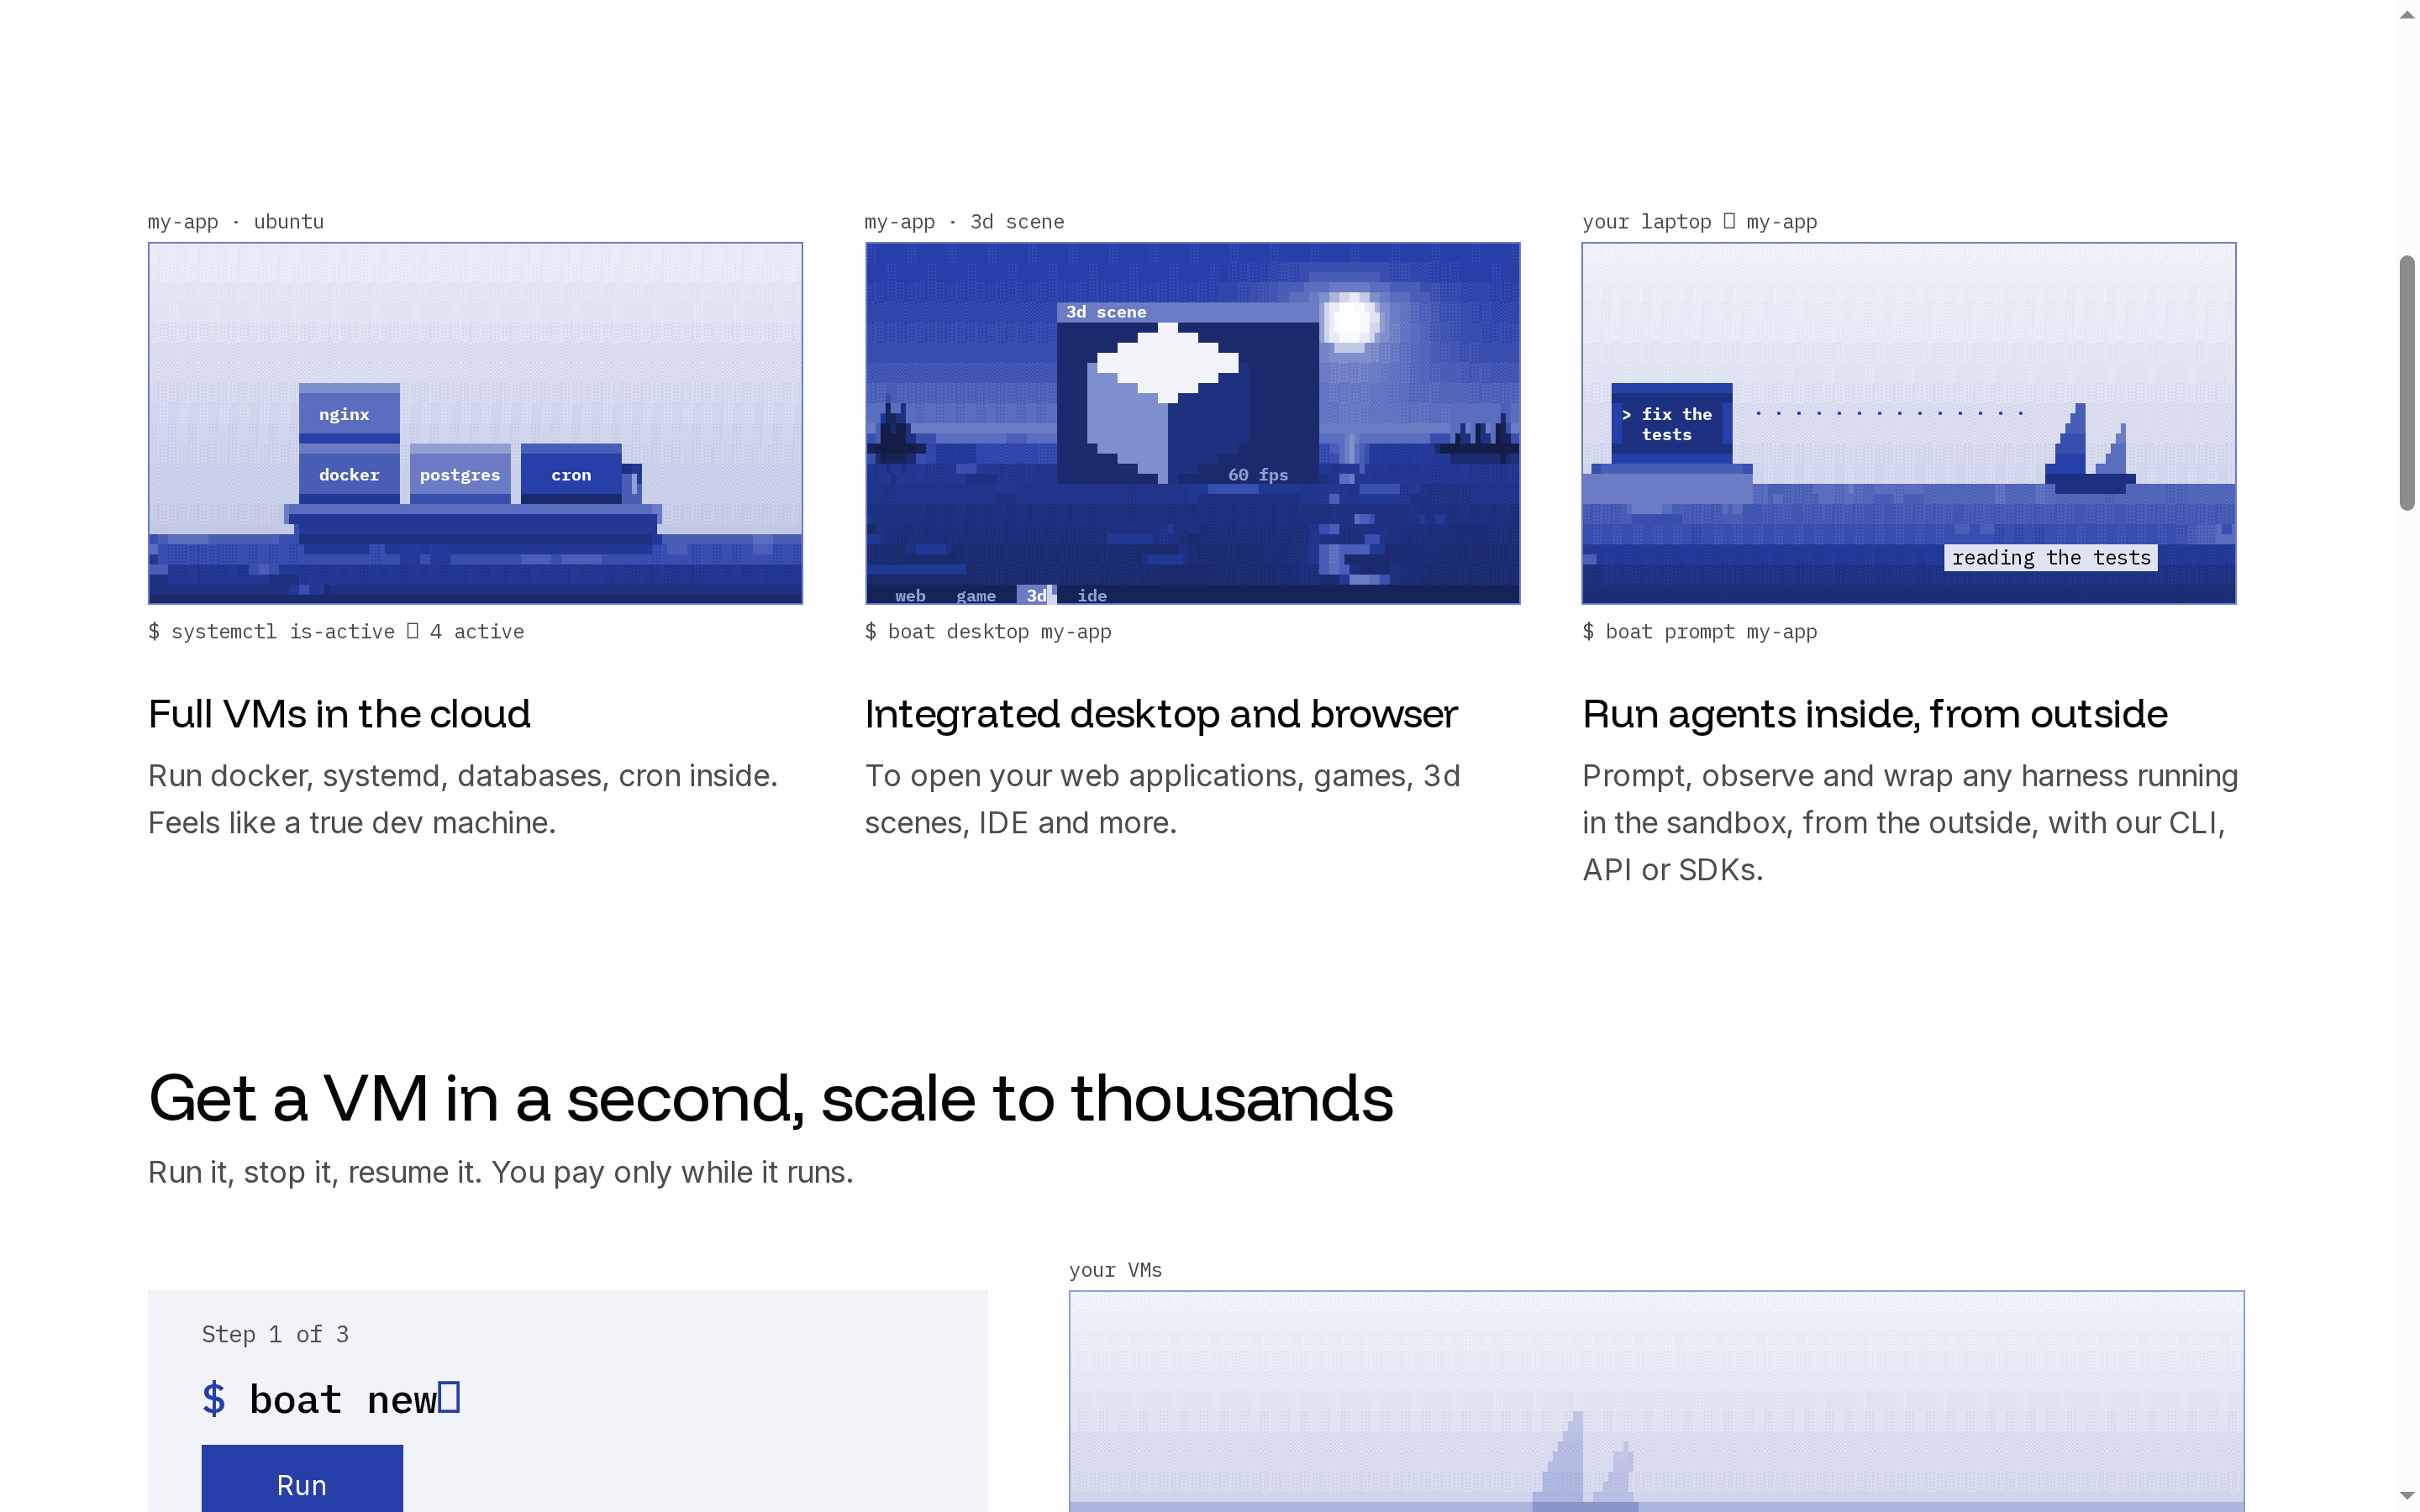 my-app · ubuntu
nginx
docker postgres cron
$ systemctl is-active 4 active
Full VMs in the cloud
Run docker, systemd, databases, cron inside.
Feels like a true dev machine.
my-app · 3d scene
3d scene
60 fps
web game 3d ide
$ boat desktop my-app
Integrated desktop and browser
To open your web applications, games, 3d
scenes, IDE and more.
your laptop my-app
> fix the
tests
reading the tests
$ boat prompt my-app
Run agents inside, from outside
Prompt, observe and wrap any harness running
in the sandbox, from the outside, with our CLI,
API or SDKs.
Get a VM in a second, scale to thousands
Run it, stop it, resume it. You pay only while it runs.
Step 1 of 3
$ boat new
Run
your VMs